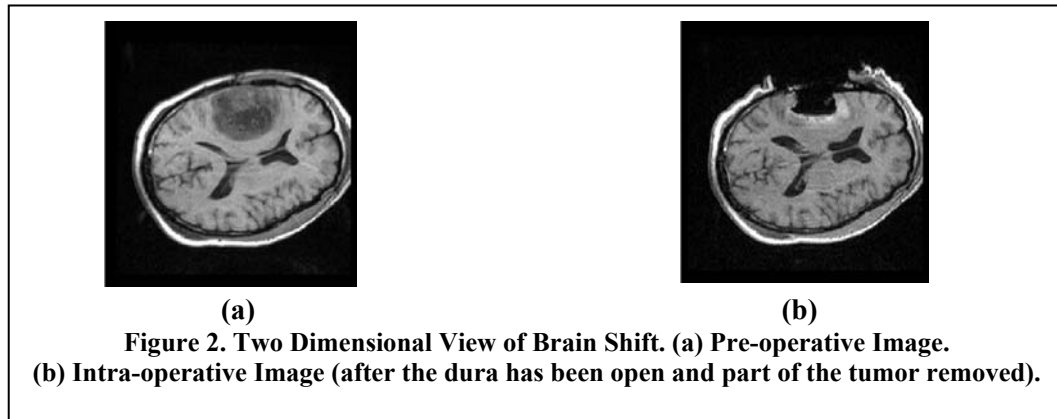 (a) (b)
Figure 2. Two Dimensional View of Brain Shift. (a) Pre-operative Image.
(b) Intra-operative Image (after the dura has been open and part of the tumor removed).